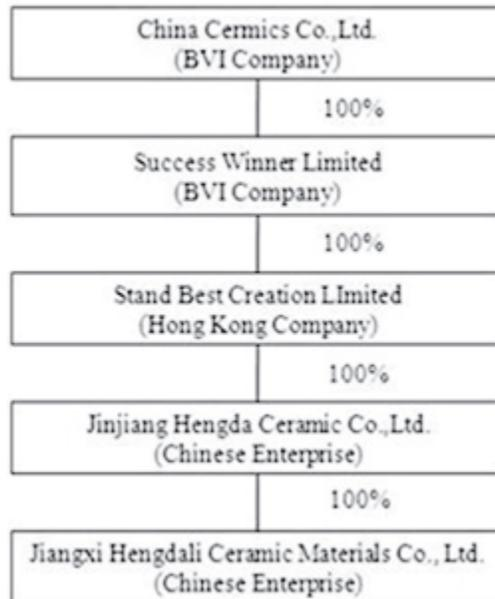 China Cermics Co.,Ltd.
(BVI Company)
100%
Success Winner Limited
(BVI Company)
100%
Stand Best Creation LImited
(Hong Kong Company)
100%
Jinjiang Hengda Ceramic Co.,Ltd.
(Chinese Enterprise)
100%
Jiangxi Hengdali Ceramic Materials Co., Ltd.
(Chinese Enterprise)